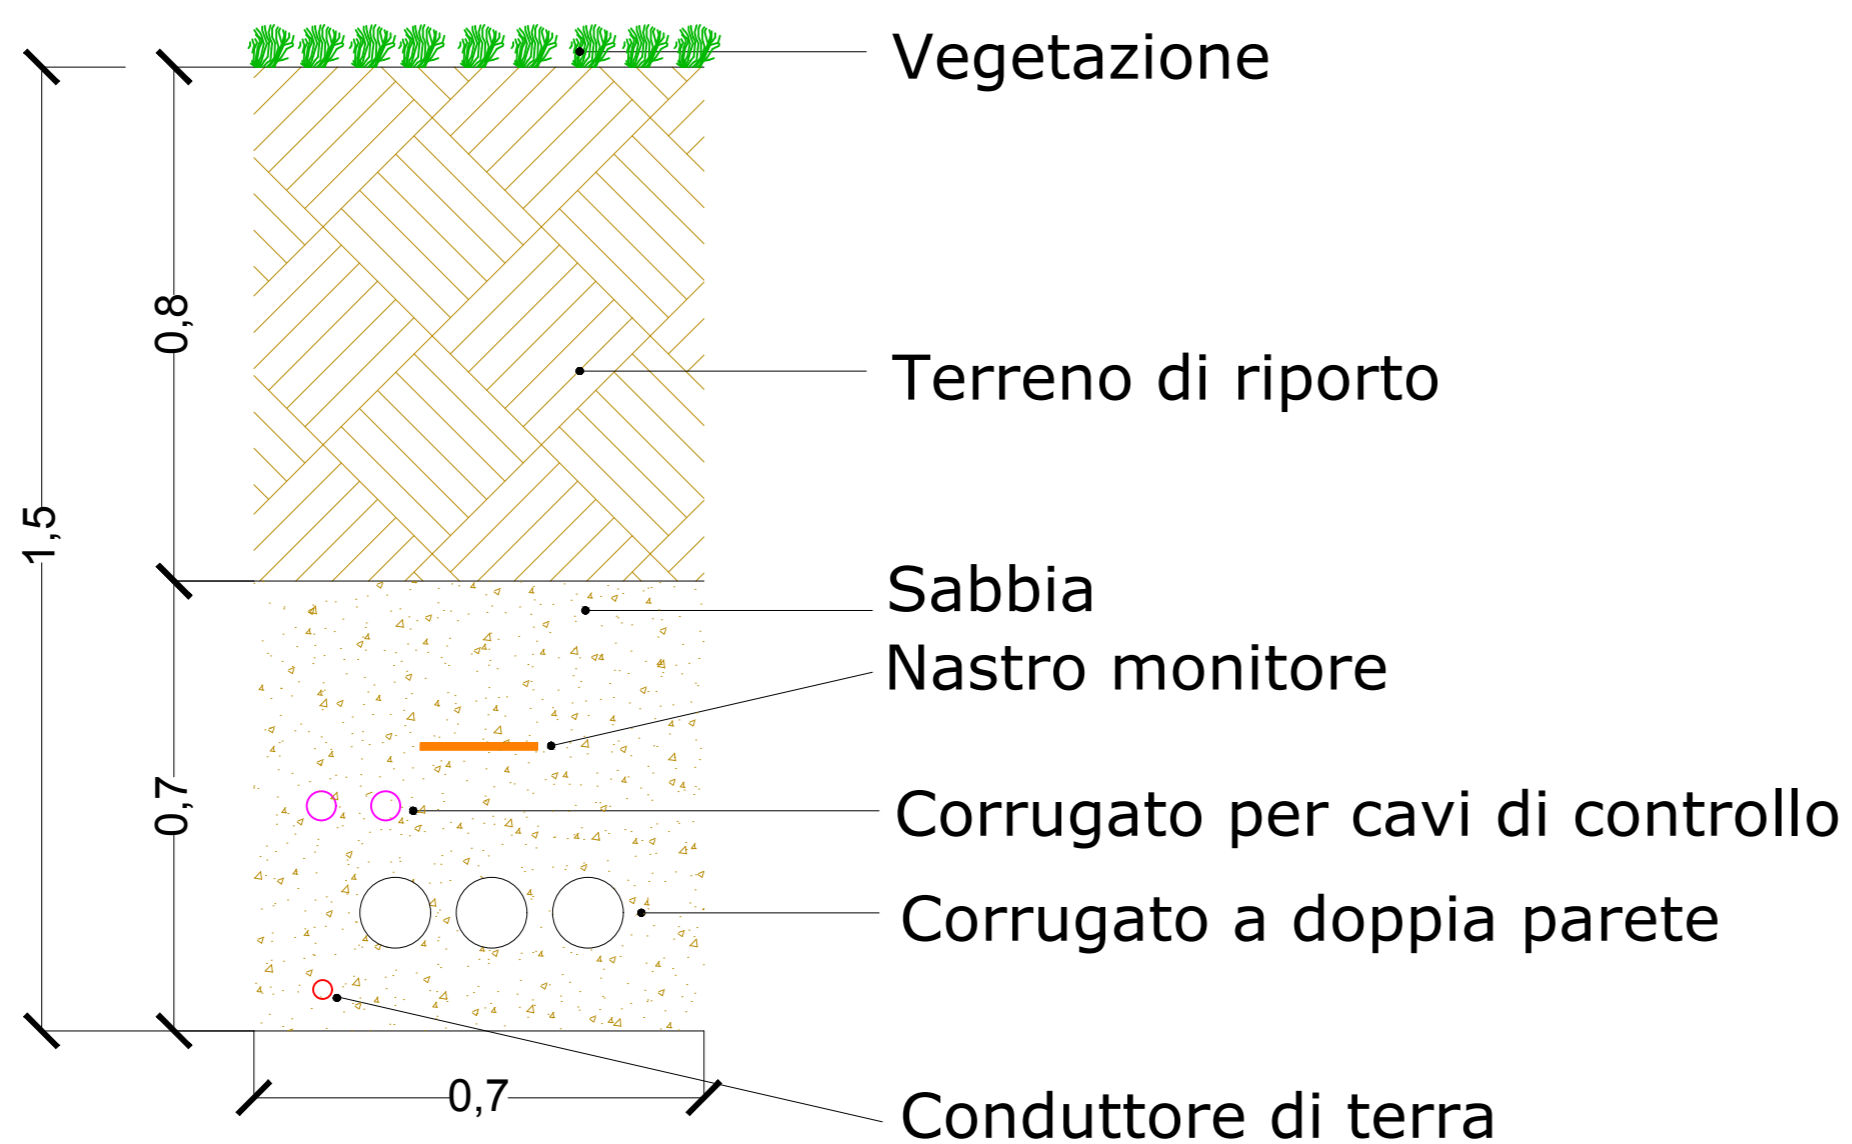 Vegetazione
0,8
Terreno di riporto
1,5
Sabbia
Nastro monitore
0,7
Corrugato per cavi di controllo
Corrugato a doppia parete
0,7
Conduttore di terra